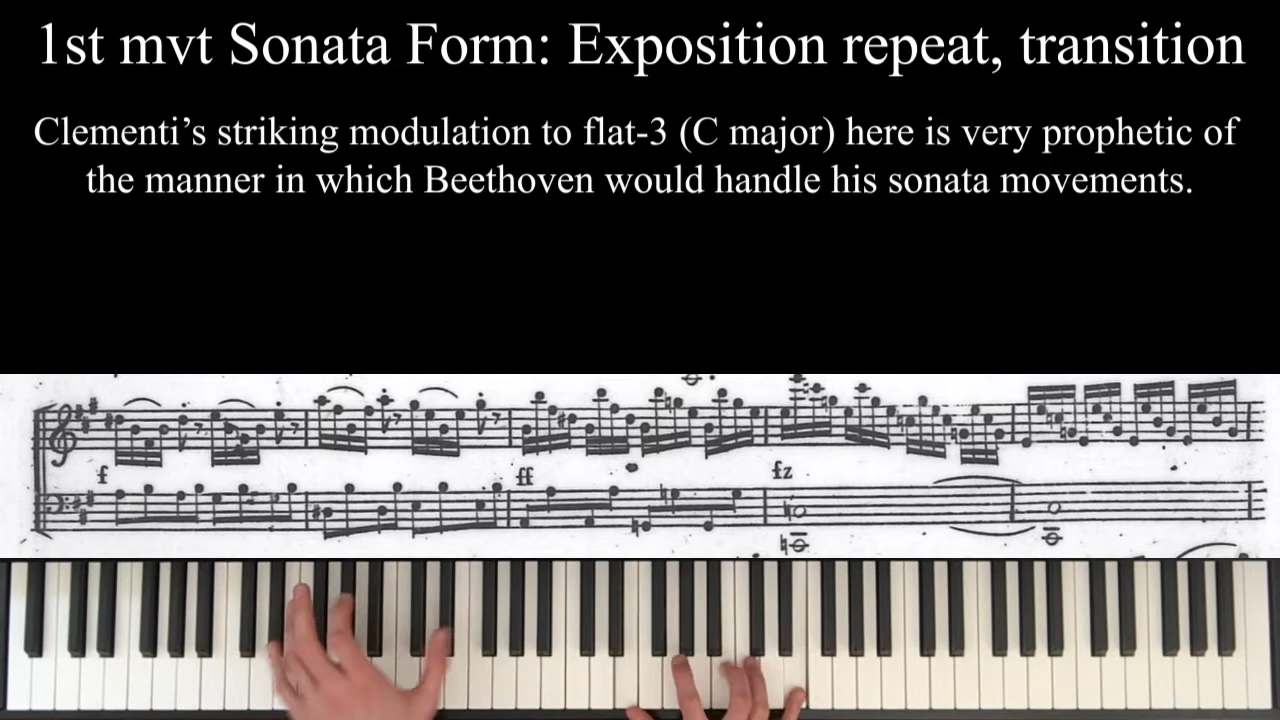 1st mvt Sonata Form: Exposition repeat, transition
Clementi’s striking modulation to flat-3 (C major) here is very prophetic of
the manner in which Beethoven would handle his sonata movements.
f
ff
fz